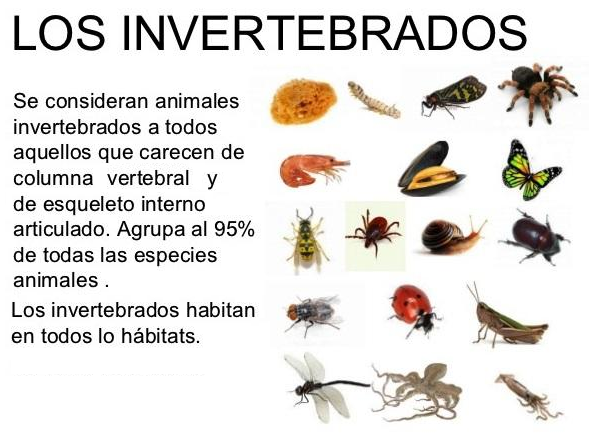 LOS INVERTEBRADOS
Se consideran animales
invertebrados a todos
aquellos que carecen de
columna vertebral y
de esqueleto interno
articulado. Agrupa al 95%
de todas las especies
animales .
Los invertebrados habitan
en todos lo hábitats.